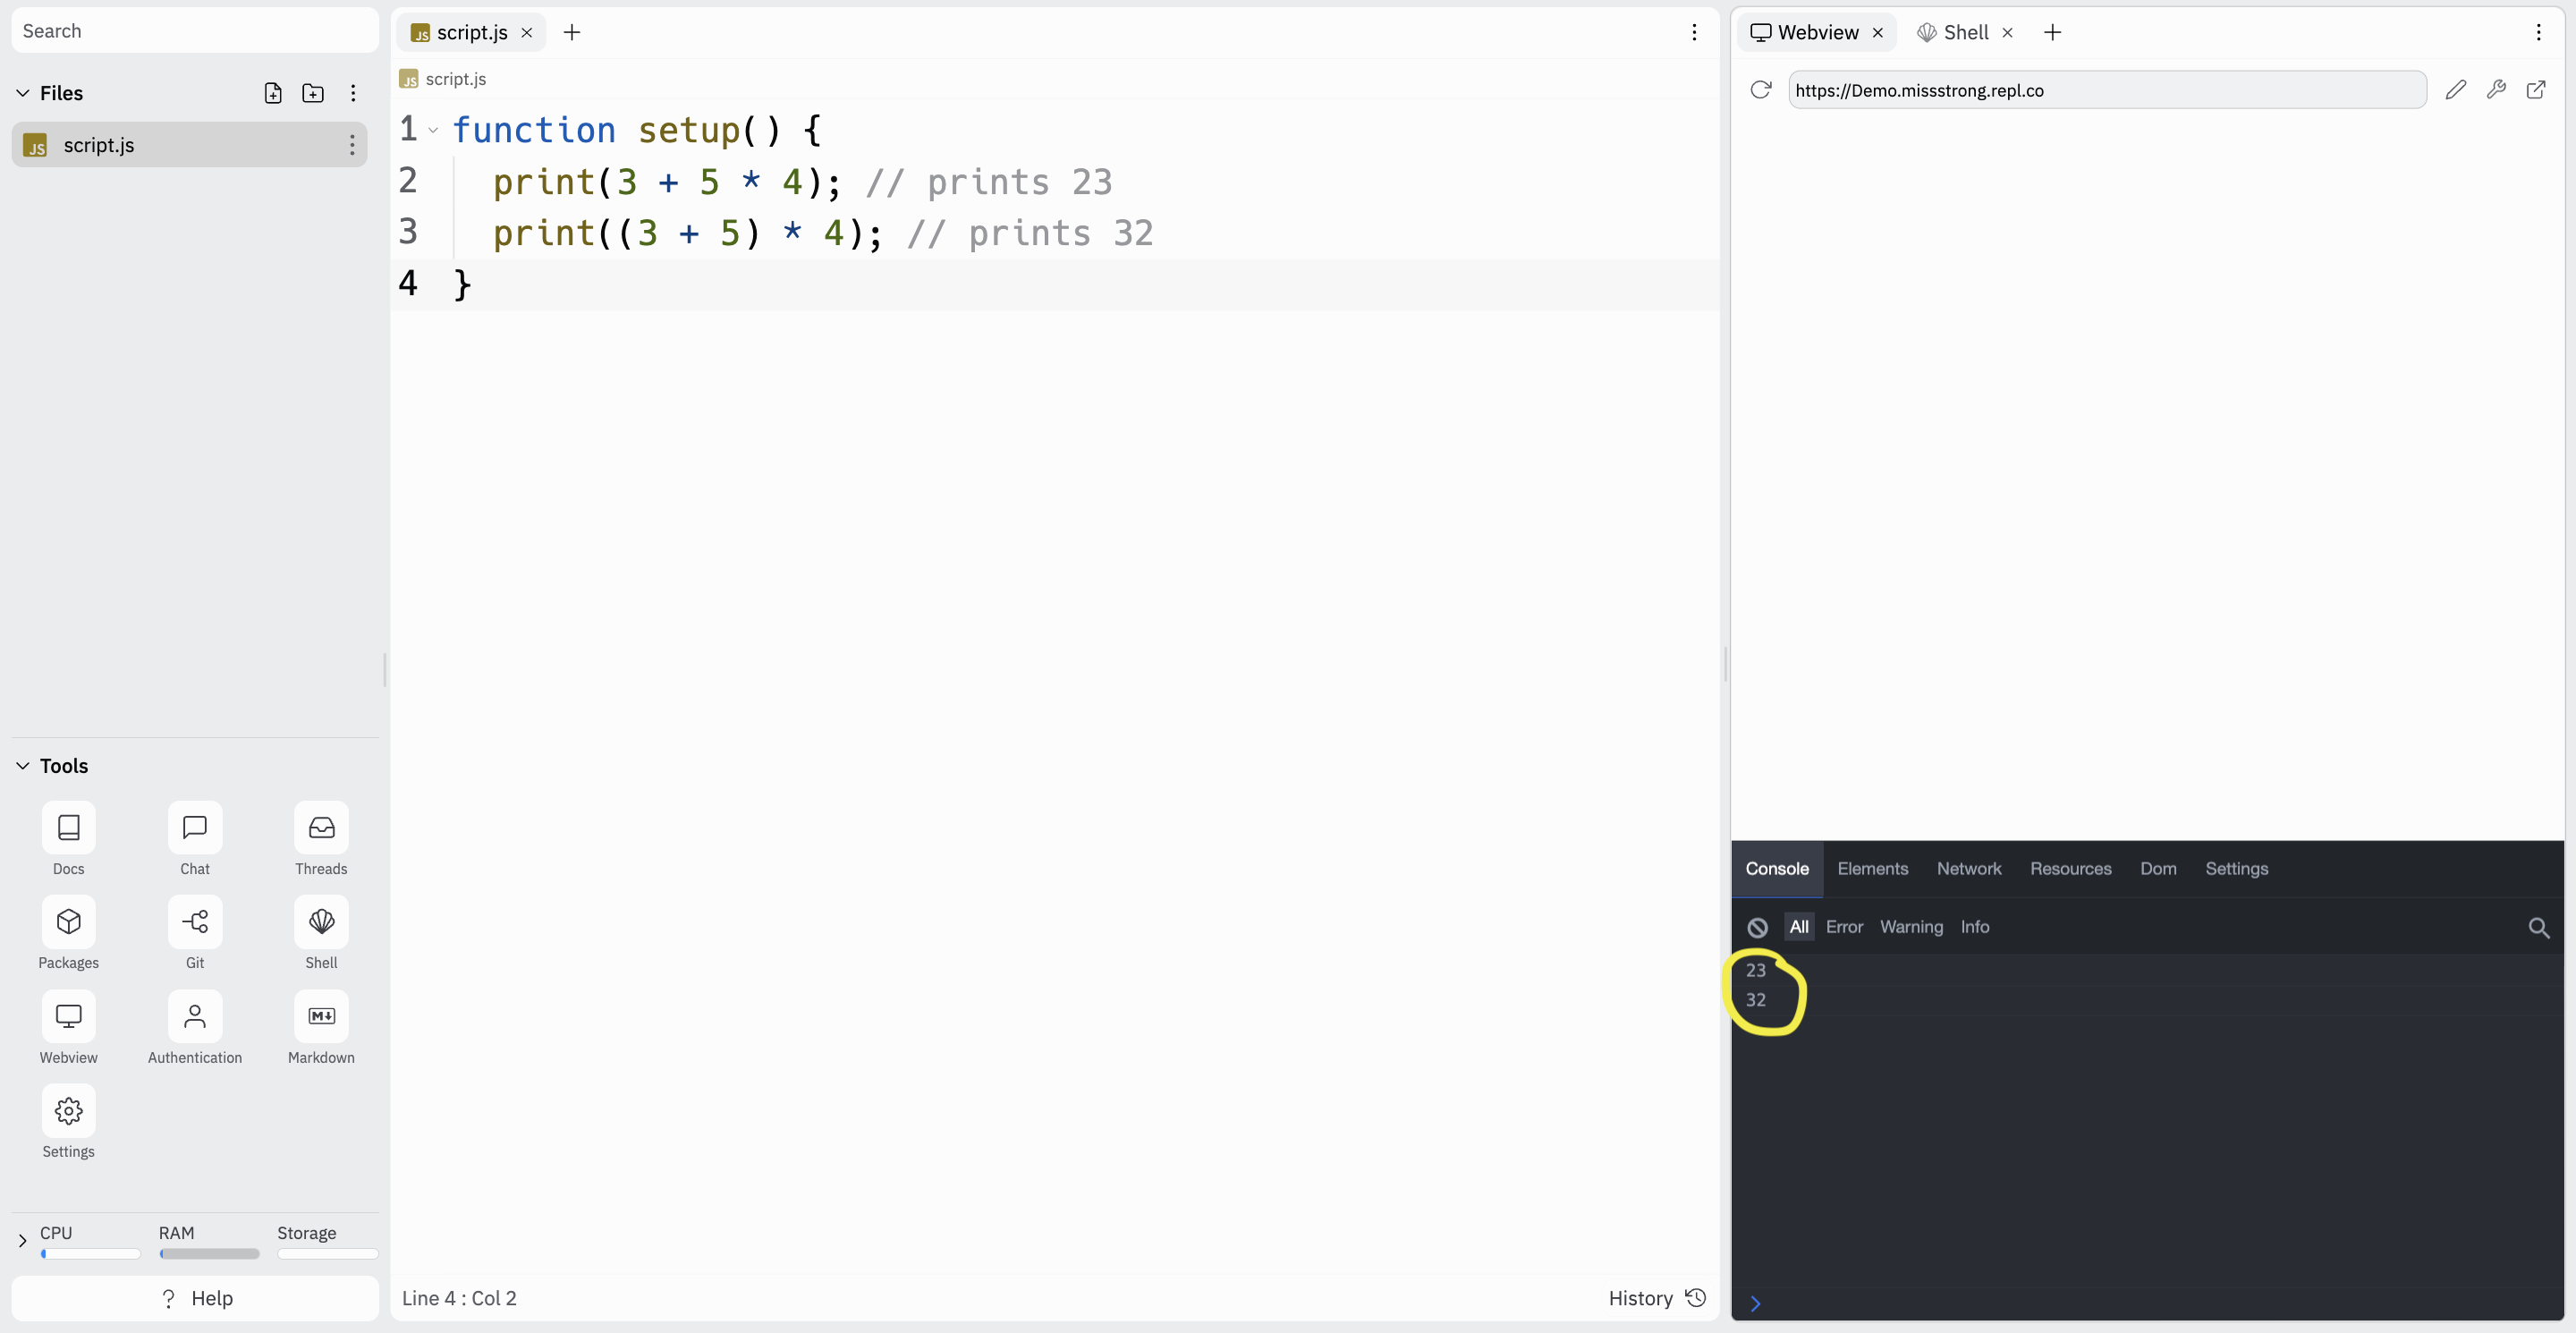 Search
Files
JS script.js
Tools
Docs Chat Threads
Packages Git Shell
Webview Authentication Markdown
Settings
CPU RAM Storage
? Help
JS script.js
JS script.js
1 function setup() {
2 print(3 + 5 * 4); // prints 23
3 print((3 + 5) * 4); // prints 32
4 }
Line 4 : Col 2 History
Webview Shell
https://Demo.missstrong.repl.co
Console Elements Network Resources Dom Settings
All Error Warning Info
23
32